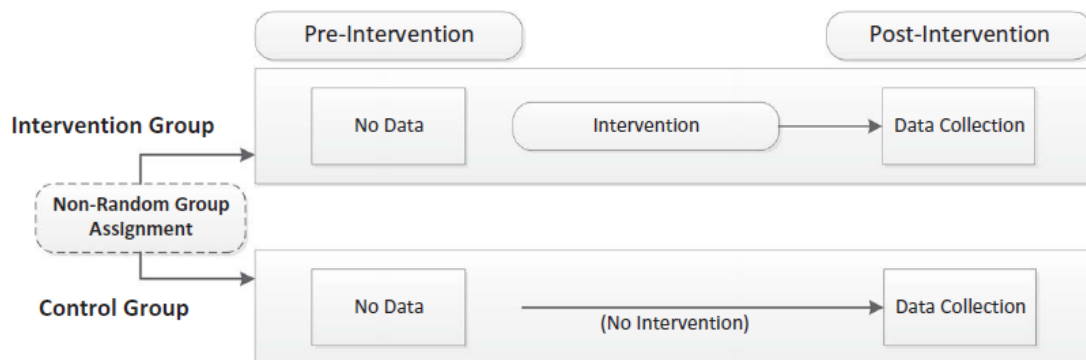 Pre-Intervention
Post-Intervention
Intervention Group
No Data
Intervention
Data Collection
Non-Random Group
Assignment
Control Group
No Data
(No Intervention)
Data Collection